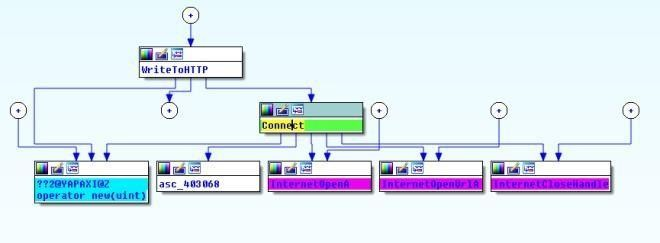 WriteToHTTP
Connect
??2@YAPAXI@Z
operator new(uint)
asc_403068
InternetOpenA
InternetOpenUrlA
InternetCloseHandle